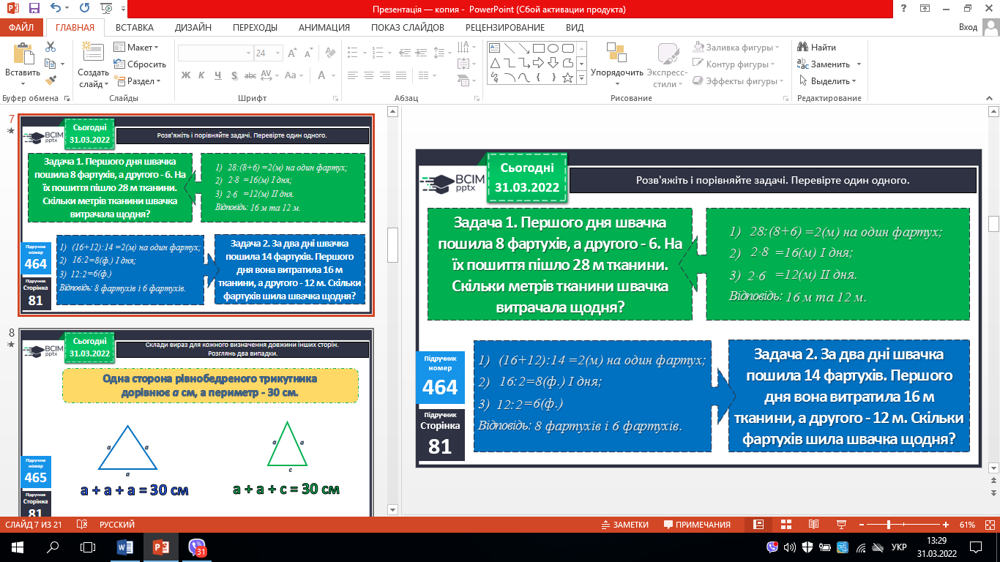 Презентація — копия - PowerPoint (Сбой активации продукта)
ФАЙЛ ГЛАВНАЯ ВСТАВКА ДИЗАЙН ПЕРЕХОДЫ АНИМАЦИЯ ПОКАЗ СЛАЙДОВ РЕЦЕНЗИРОВАНИЕ ВИД Вход
Вставить
Буфер обмена
Создать слайд
Макет
Сбросить
Раздел
Слайды
24
Ж К Ч S abc AV Aa A
Шрифт
Абзац
Упорядочить
Экспресс-стили
Заливка фигуры
Контур фигуры
Эффекты фигуры
Рисование
Найти
Заменить
Выделить
Редактирование
7
Сьогодні
31.03.2022
BCIM
pptx
Розв'яжіть і порівняйте задачі. Перевірте один одного.
Задача 1. Першого дня швачка
пошила 8 фартухів, а другого - 6. На
їх пошиття пішло 28 м тканини.
Скільки метрів тканини швачка
витрачала щодня?
1) 28:(8+6) =2(м) на один фартух;
2) 2·8 =16(м) І дня;
3) 2·6 =12(м) ІІ дня.
Відповідь: 16 м та 12 м.
Підручник
номер
464
Підручник
Сторінка
81
1) (16+12):14 =2(м) на один фартух;
2) 16:2=8(ф.) І дня;
3) 12:2=6(ф.)
Відповідь: 8 фартухів і 6 фартухів.
Задача 2. За два дні швачка
пошила 14 фартухів. Першого
дня вона витратила 16 м
тканини, а другого - 12 м. Скільки
фартухів шила швачка щодня?
8
Сьогодні
31.03.2022
BCIM
pptx
Склади вираз для кожного визначення довжини інших сторін.
Розглянь два випадки.
Одна сторона рівнобедреного трикутника
дорівнює а см, а периметр - 30 см.
a a
a
a a
c
а + а + а = 30 см
а + а + с = 30 см
Підручник
номер
465
Підручник
Сторінка
81
Сьогодні
31.03.2022
BCIM
pptx
Розв'яжіть і порівняйте задачі. Перевірте один одного.
Задача 1. Першого дня швачка
пошила 8 фартухів, а другого - 6. На
їх пошиття пішло 28 м тканини.
Скільки метрів тканини швачка
витрачала щодня?
1) 28:(8+6) =2(м) на один фартух;
2) 2·8 =16(м) І дня;
3) 2·6 =12(м) ІІ дня.
Відповідь: 16 м та 12 м.
Підручник
номер
464
Підручник
Сторінка
81
1) (16+12):14 =2(м) на один фартух;
2) 16:2=8(ф.) І дня;
3) 12:2=6(ф.)
Відповідь: 8 фартухів і 6 фартухів.
Задача 2. За два дні швачка
пошила 14 фартухів. Першого
дня вона витратила 16 м
тканини, а другого - 12 м. Скільки
фартухів шила швачка щодня?
СЛАЙД 7 ИЗ 21 РУССКИЙ ЗАМЕТКИ ПРИМЕЧАНИЯ 61%
31
УКР
13:29
31.03.2022